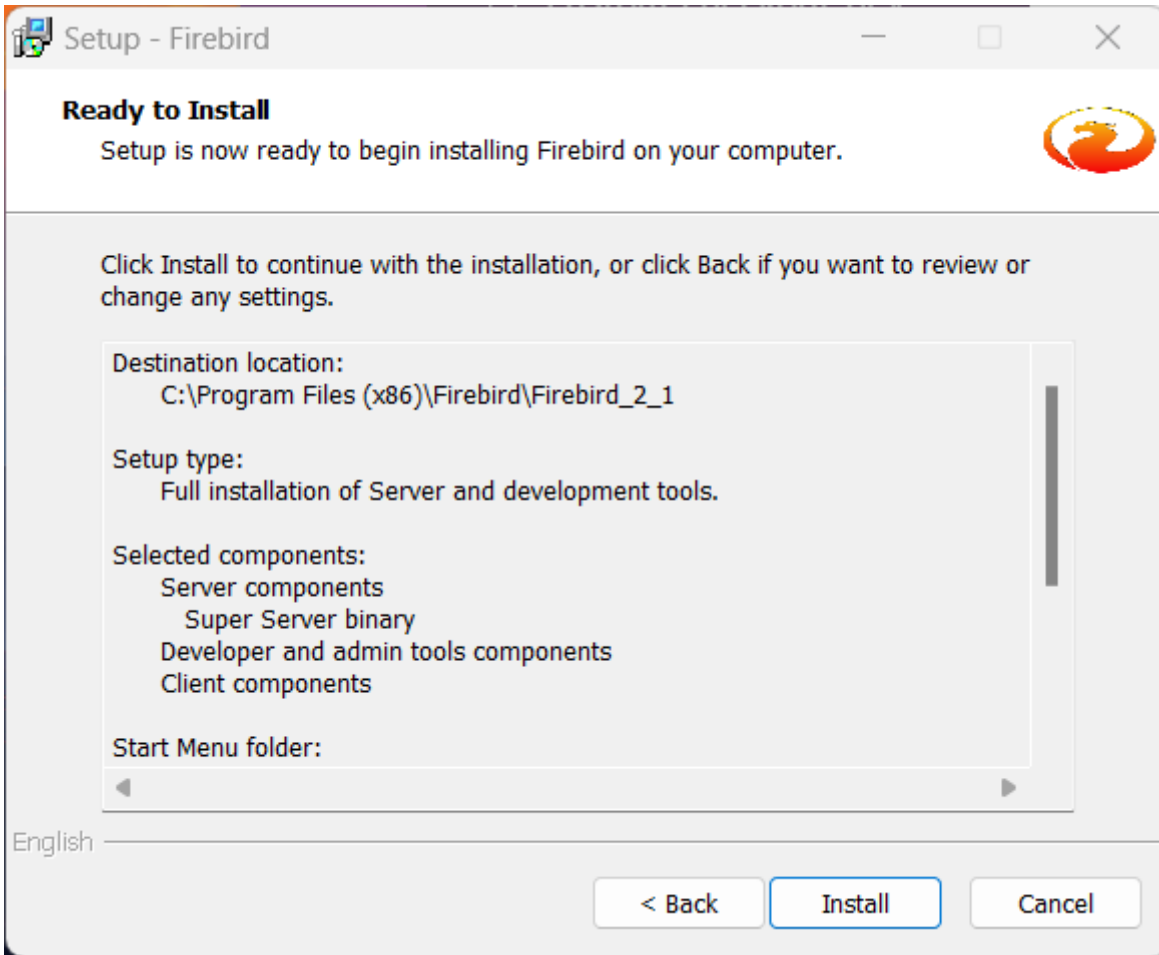 Setup - Firebird
Ready to Install
Setup is now ready to begin installing Firebird on your computer.
Click Install to continue with the installation, or click Back if you want to review or
change any settings.
Destination location:
C:\Program Files (x86)\Firebird\Firebird_2_1
Setup type:
Full installation of Server and development tools.
Selected components:
Server components
Super Server binary
Developer and admin tools components
Client components
Start Menu folder:
English
< Back Install Cancel